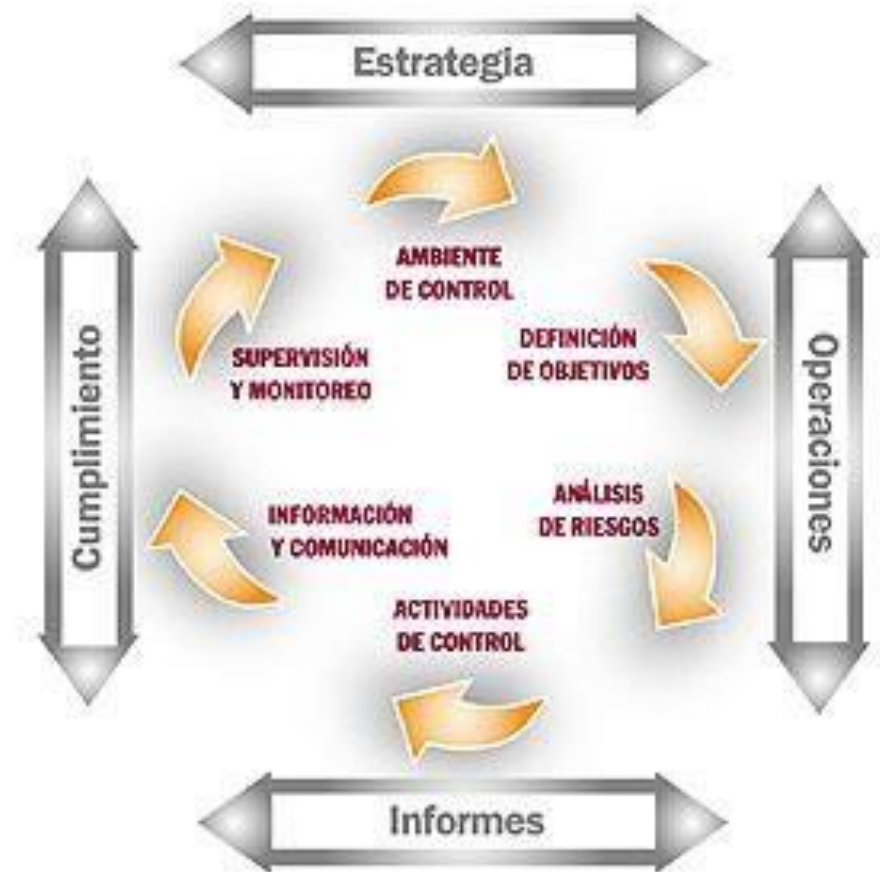 Estrategia
AMBIENTE
DE CONTROL
DEFINICIÓN
DE OBJETIVOS
Operaciones
ANÁLISIS
DE RIESGOS
ACTIVIDADES
DE CONTROL
Informes
INFORMACIÓN
Y COMUNICACIÓN
Cumplimiento
SUPERVISIÓN
Y MONITOREO